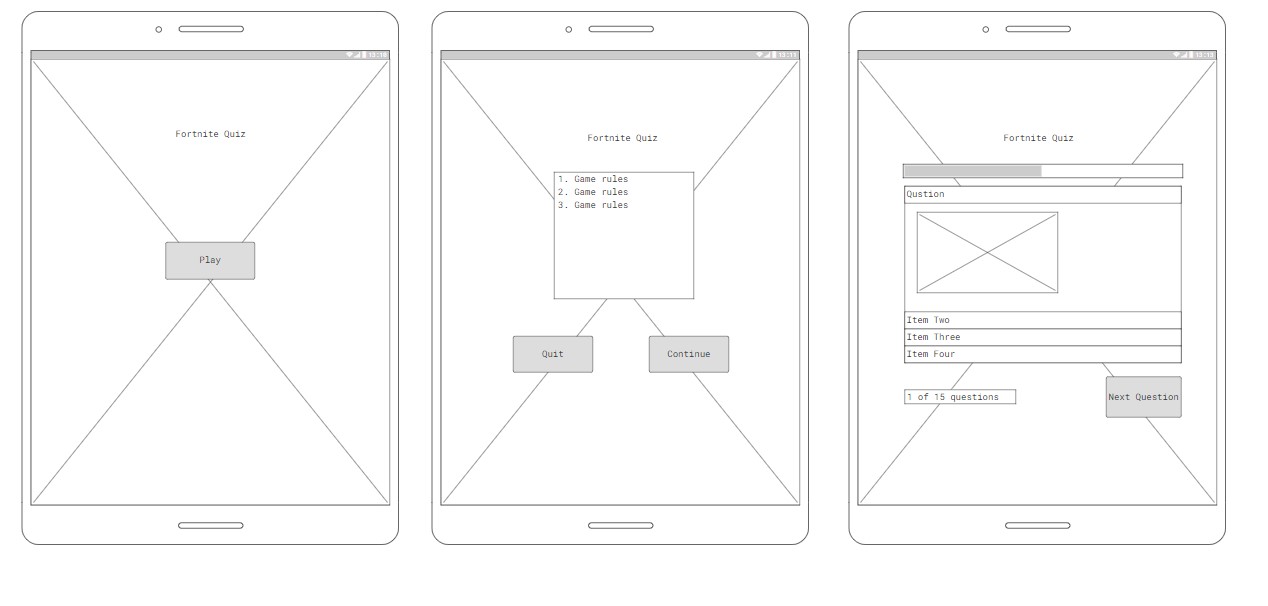 Fortnite Quiz
Play
Fortnite Quiz
1. Game rules
2. Game rules
3. Game rules
Quit
Continue
Fortnite Quiz
Qustion
Item Two
Item Three
Item Four
1 of 15 questions
Next Question